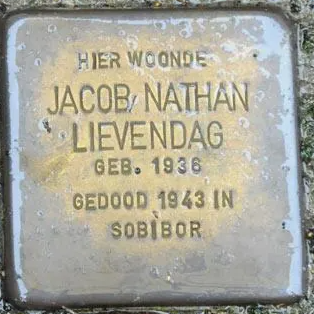 HIER WOONDE
JACOB NATHAN
LIEVENDAG
GEB. 1936
GEDOOD 1943 IN
SOBIBOR